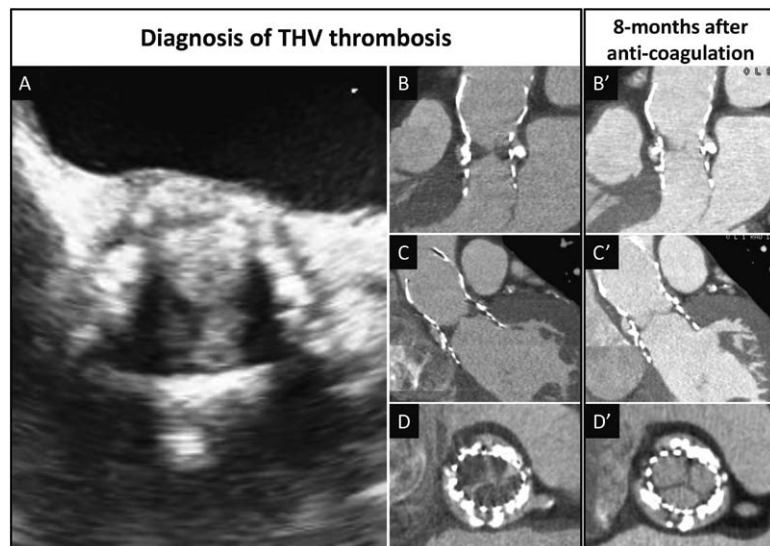 Diagnosis of THV thrombosis
8-months after
anti-coagulation
A
B
B'
C
C'
D
D'